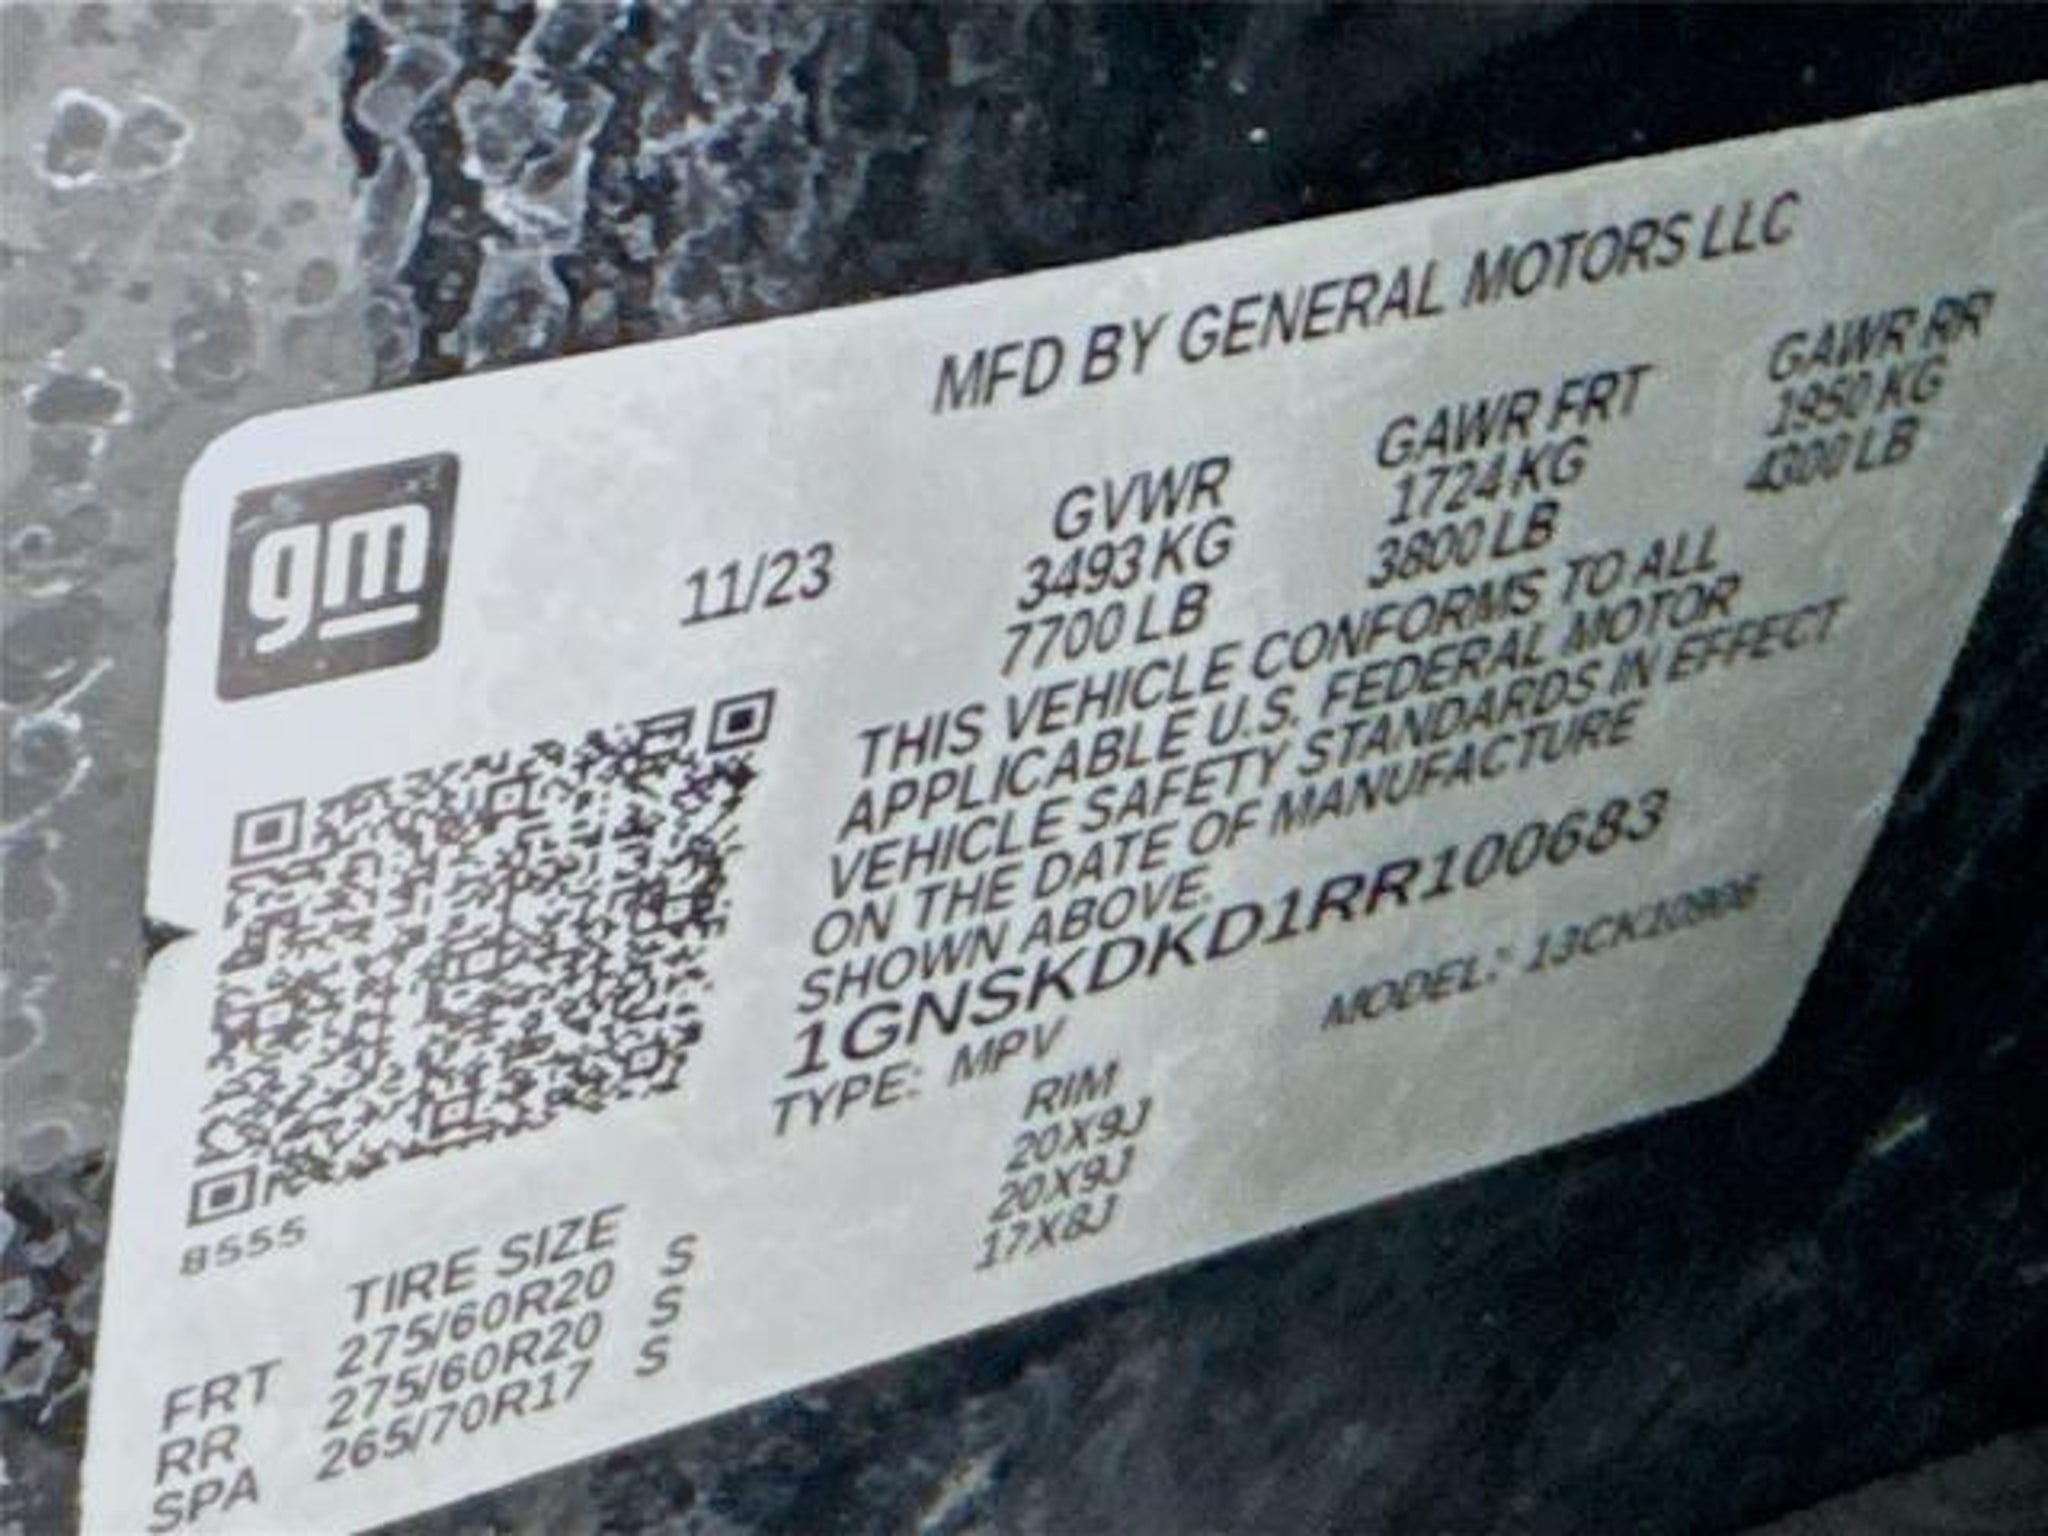 MFD BY GENERAL MOTORS LLC
gm
11/23
GVWR GAWR FRT GAWR RR
3493 KG 1724 KG 1950 KG
7700 LB 3800 LB 4300 LB
THIS VEHICLE CONFORMS TO ALL
APPLICABLE U.S. FEDERAL MOTOR
VEHICLE SAFETY STANDARDS IN EFFECT
ON THE DATE OF MANUFACTURE
SHOWN ABOVE.
1GNSKDKD1RR100683
TYPE: MPV MODEL: 13CK10906
8555
TIRE SIZE RIM
FRT 275/60R20 S 20X9J
RR 275/60R20 S 20X9J
SPA 265/70R17 S 17X8J